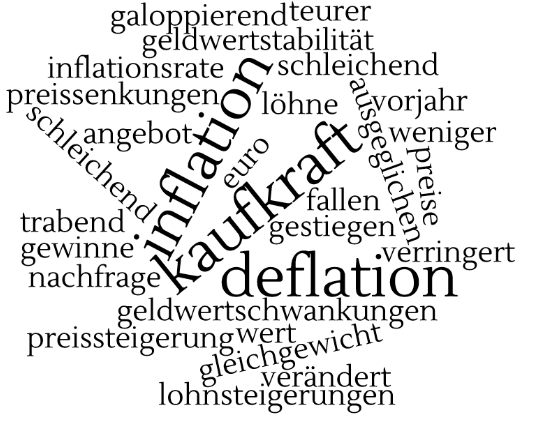 galoppierend teurer
geldwertstabilität
inflationsrate schleichend
preissenkungen
inflation
löhne
ausgeglichen
vorjahr
schleichend
angebot
euro
kaufkraft
weniger
preise
fallen
trabend
gestiegen
gewinne
verringert
nachfrage
deflation
geldwertschwankungen
preissteigerung wert
gleichgewicht
verändert
lohnsteigerungen